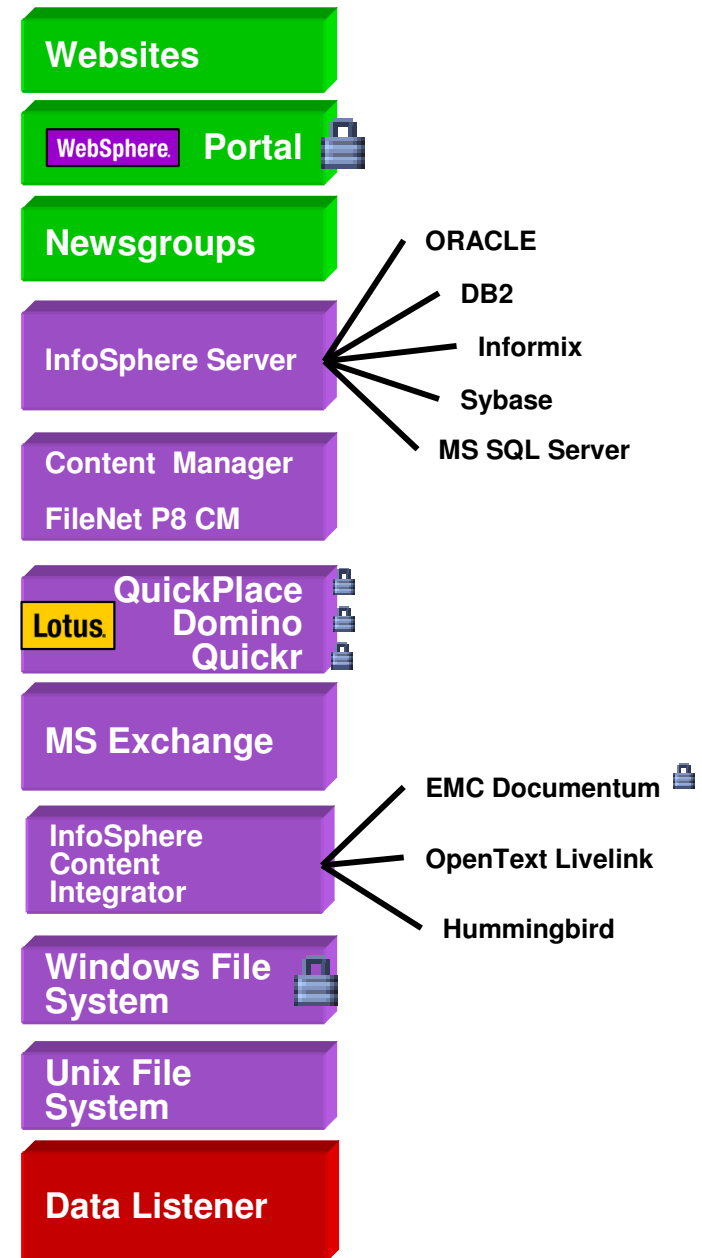 Websites
WebSphere. Portal
Newsgroups
ORACLE
DB2
InfoSphere Server
Informix
Sybase
MS SQL Server
Content Manager
FileNet P8 CM
QuickPlace
Lotus. Domino
Quickr
MS Exchange
EMC Documentum
InfoSphere
Content
Integrator
OpenText Livelink
Hummingbird
Windows File
System
Unix File
System
Data Listener